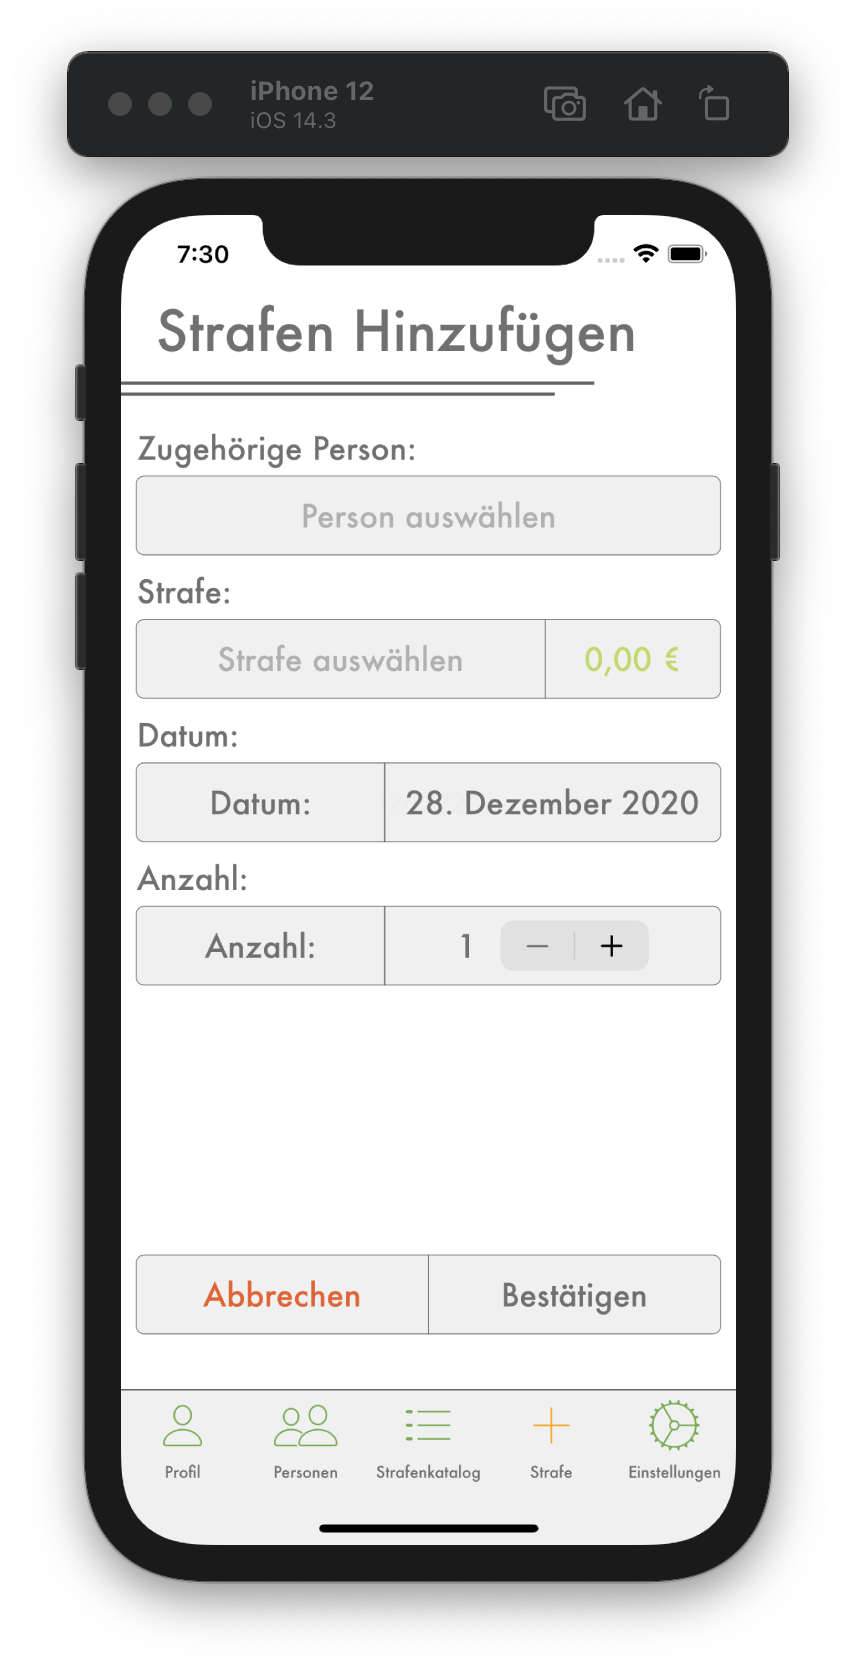 iPhone 12
iOS 14.3
7:30
Strafen Hinzufügen
Zugehörige Person:
Person auswählen
Strafe:
Strafe auswählen 0,00 €
Datum:
Datum: 28. Dezember 2020
Anzahl:
Anzahl: 1 − +
Abbrechen Bestätigen
Profil Personen Strafenkatalog Strafe Einstellungen